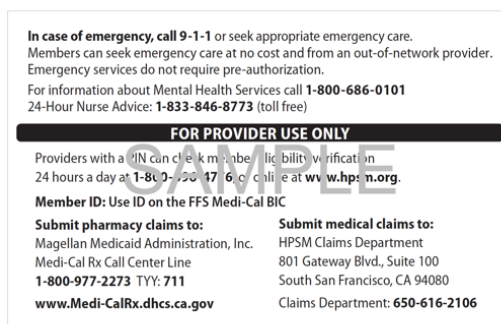 In case of emergency, call 9-1-1 or seek appropriate emergency care.
Members can seek emergency care at no cost and from an out-of-network provider.
Emergency services do not require pre-authorization.
For information about Mental Health Services call 1-800-686-0101
24-Hour Nurse Advice: 1-833-846-8773 (toll free)
FOR PROVIDER USE ONLY
SAMPLE
Providers with a PIN can check member eligibility verification
24 hours a day at or online at www.hpsm.org.
Member ID: Use ID on the FFS Medi-Cal BIC
Submit pharmacy claims to:
Magellan Medicaid Administration, Inc.
Medi-Cal Rx Call Center Line
1-800-977-2273 TYY: 711
www.Medi-CalRx.dhcs.ca.gov
Submit medical claims to:
HPSM Claims Department
801 Gateway Blvd., Suite 100
South San Francisco, CA 94080
Claims Department: 650-616-2106